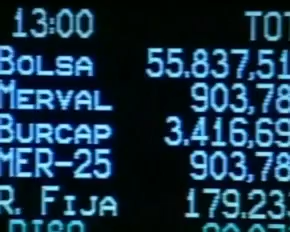 13:00 TOT
BOLSA 55.837,51
MERVAL 903,78
BURCAP 3.416,69
MER-25 903,78
R. FIJA 179.233